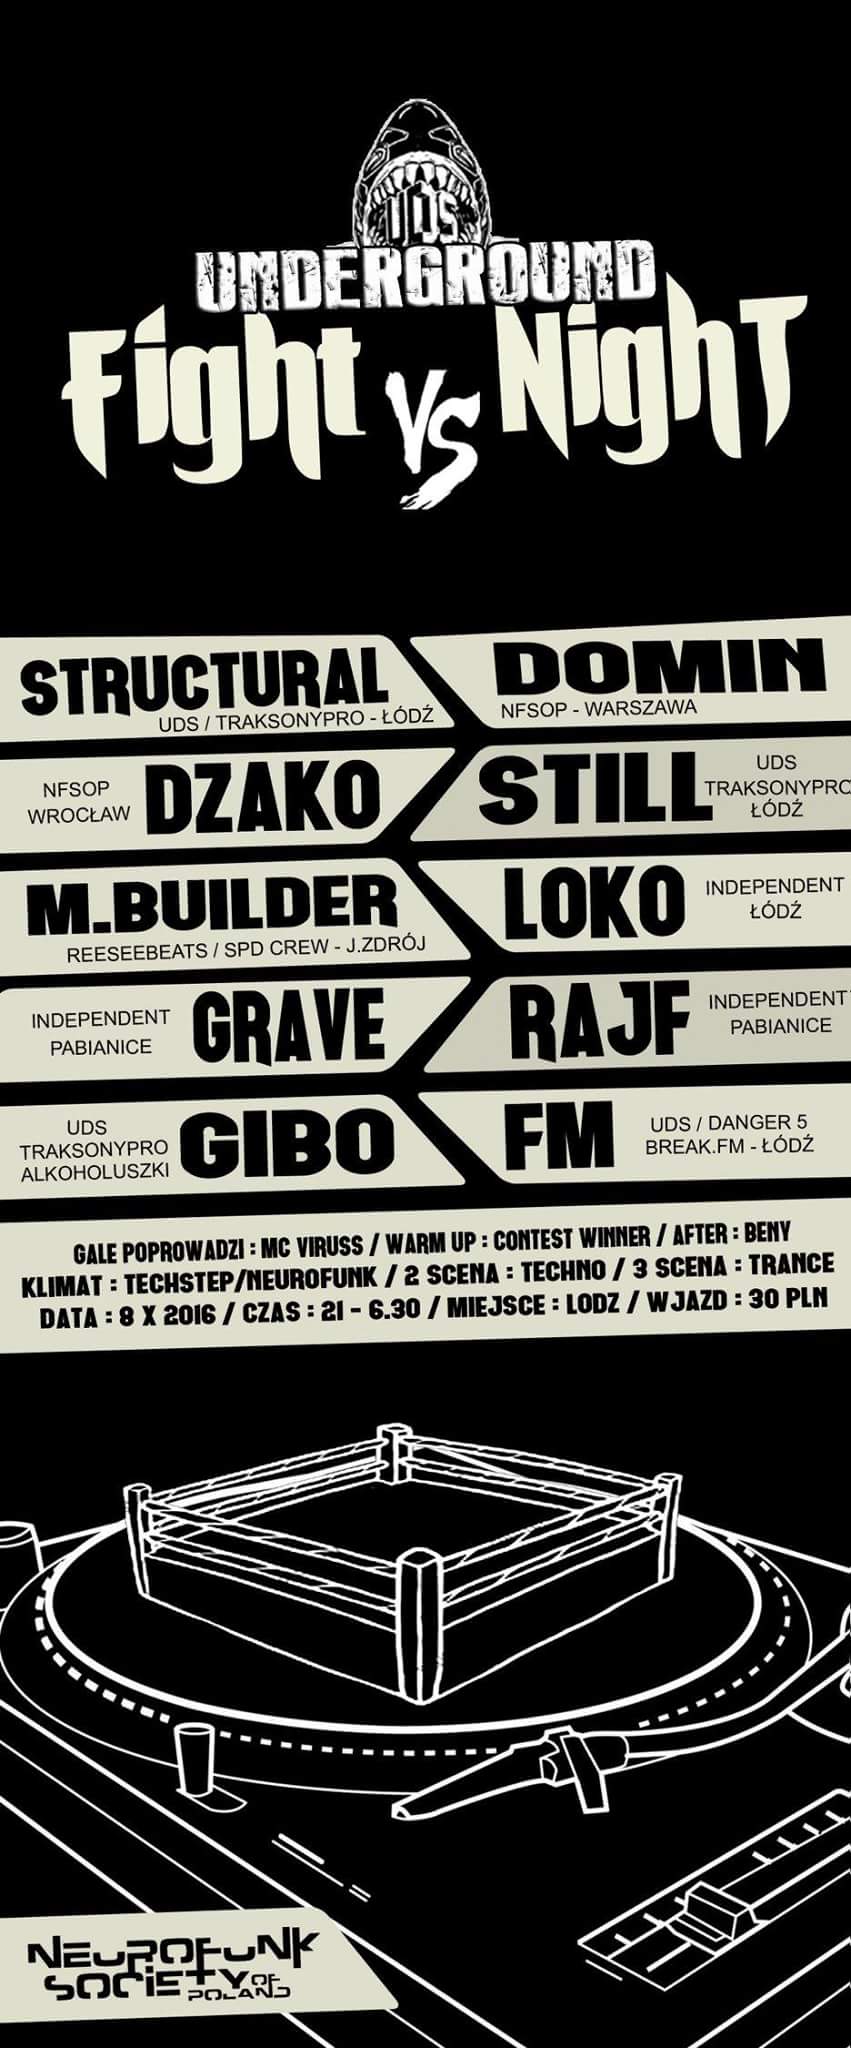 UDS
UNDERGROUND
Fight VS Night
STRUCTURAL
UDS / TRAKSONYPRO - ŁÓDŹ
DOMIN
NFSOP - WARSZAWA
NFSOP
WROCŁAW
DZAKO
STILL
UDS
TRAKSONYPRO
ŁÓDŹ
M.BUILDER
REESEEBEATS / SPD CREW - J.ZDRÓJ
LOKO
INDEPENDENT
ŁÓDŹ
INDEPENDENT
PABIANICE
GRAVE
RAJF
INDEPENDENT
PABIANICE
UDS
TRAKSONYPRO
ALKOHOLUSZKI
GIBO
FM
UDS / DANGER 5
BREAK.FM - ŁÓDŹ
GALE POPROWADZI : MC VIRUSS / WARM UP : CONTEST WINNER / AFTER : BENY
KLIMAT : TECHSTEP/NEUROFUNK / 2 SCENA : TECHNO / 3 SCENA : TRANCE
DATA : 8 X 2016 / CZAS : 21 - 6.30 / MIEJSCE : LODZ / WJAZD : 30 PLN
NEUROFUNK
SOCIETY OF
POLAND